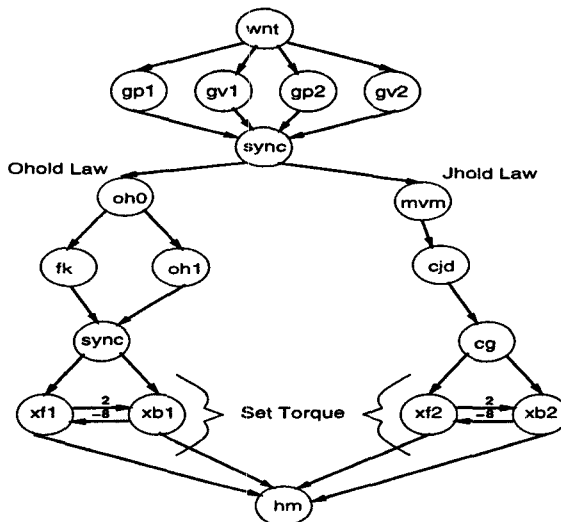 wnt
gp1 gv1 gp2 gv2
sync
Ohold Law Jhold Law
oh0 mvm
fk oh1 cjd
sync cg
xf1 2 -8 xb1 Set Torque xf2 2 -8 xb2
hm